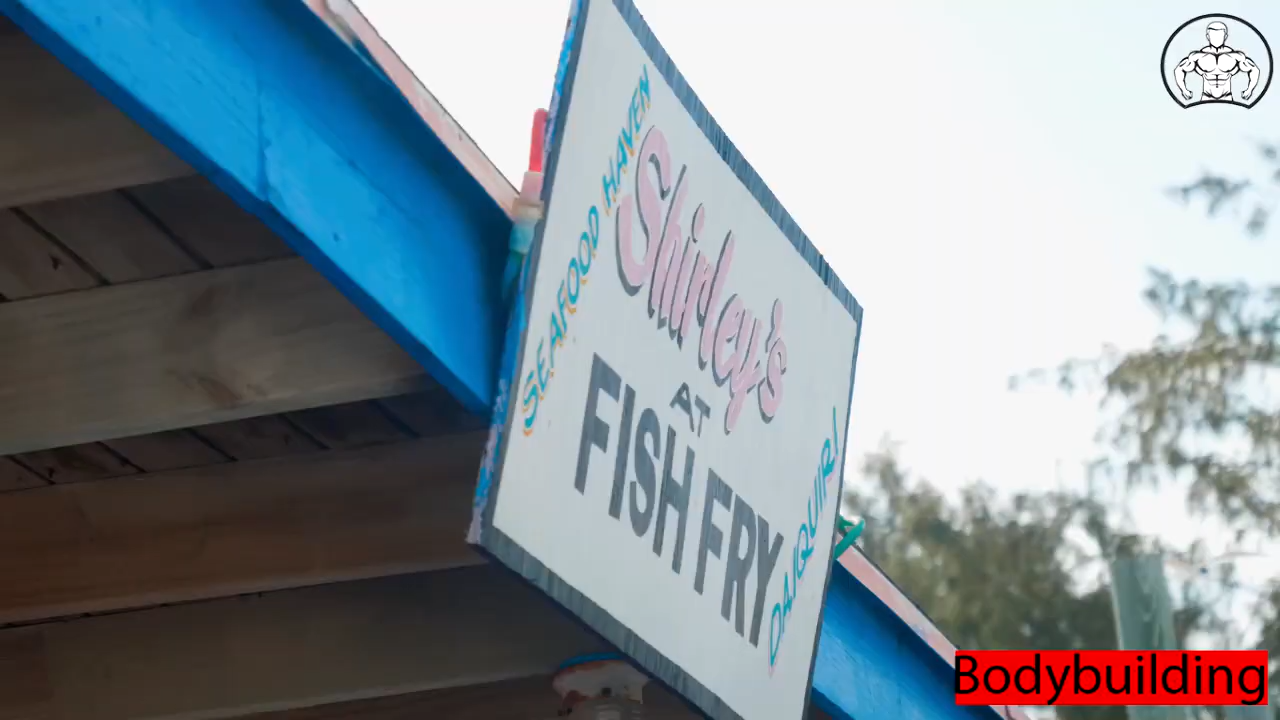 SEAFOOD HAVEN
Shirley's
AT
FISH FRY
DAIQUIRI
Bodybuilding